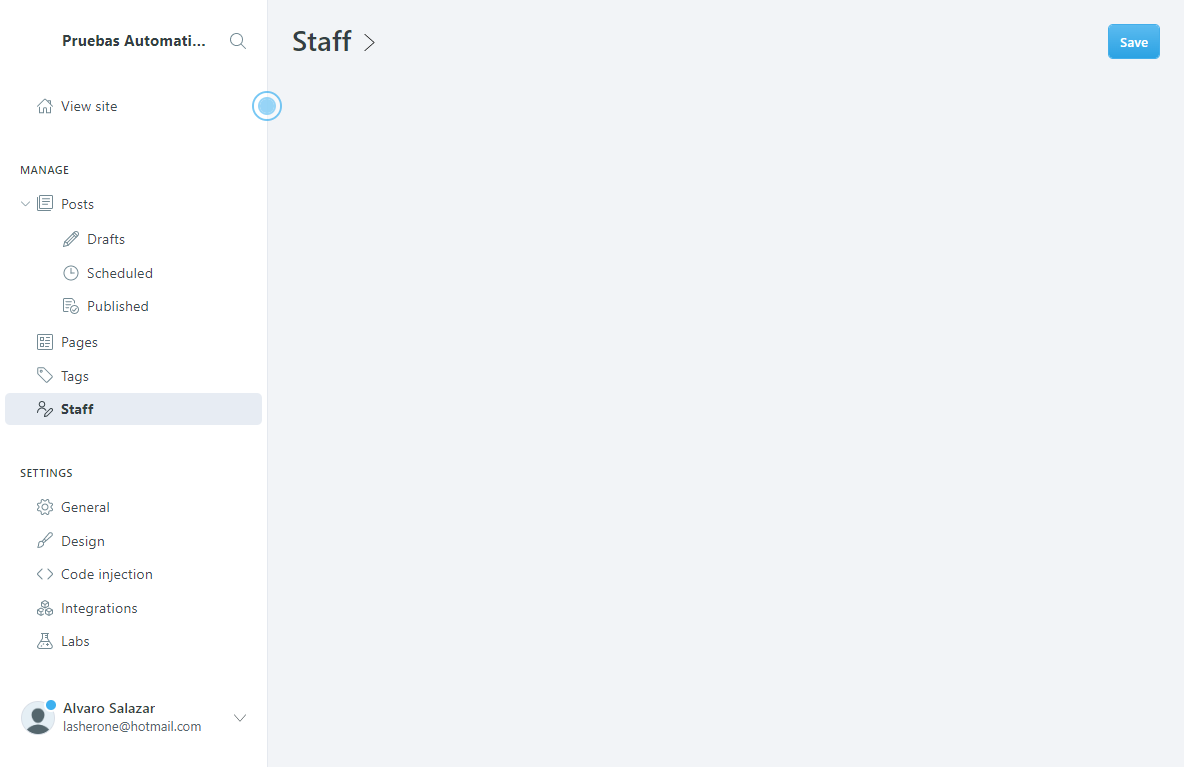 Pruebas Automati...
Staff
Save
View site
MANAGE
Posts
Drafts
Scheduled
Published
Pages
Tags
Staff
SETTINGS
General
Design
Code injection
Integrations
Labs
Alvaro Salazar
lasherone@hotmail.com